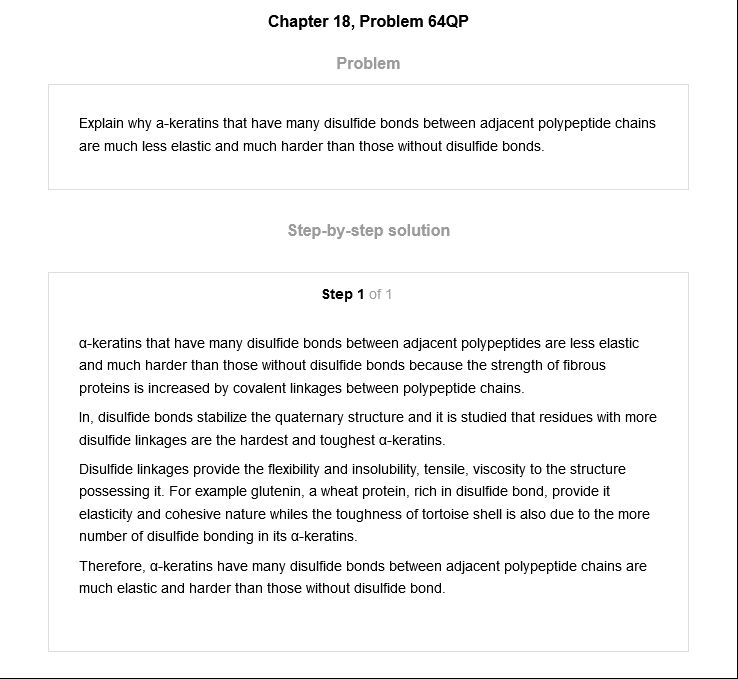 Chapter 18, Problem 64QP
Problem
Explain why a-keratins that have many disulfide bonds between adjacent polypeptide chains
are much less elastic and much harder than those without disulfide bonds.
Step-by-step solution
Step 1 of 1
α-keratins that have many disulfide bonds between adjacent polypeptides are less elastic
and much harder than those without disulfide bonds because the strength of fibrous
proteins is increased by covalent linkages between polypeptide chains.
In, disulfide bonds stabilize the quaternary structure and it is studied that residues with more
disulfide linkages are the hardest and toughest α-keratins.
Disulfide linkages provide the flexibility and insolubility, tensile, viscosity to the structure
possessing it. For example glutenin, a wheat protein, rich in disulfide bond, provide it
elasticity and cohesive nature whiles the toughness of tortoise shell is also due to the more
number of disulfide bonding in its α-keratins.
Therefore, α-keratins have many disulfide bonds between adjacent polypeptide chains are
much elastic and harder than those without disulfide bond.